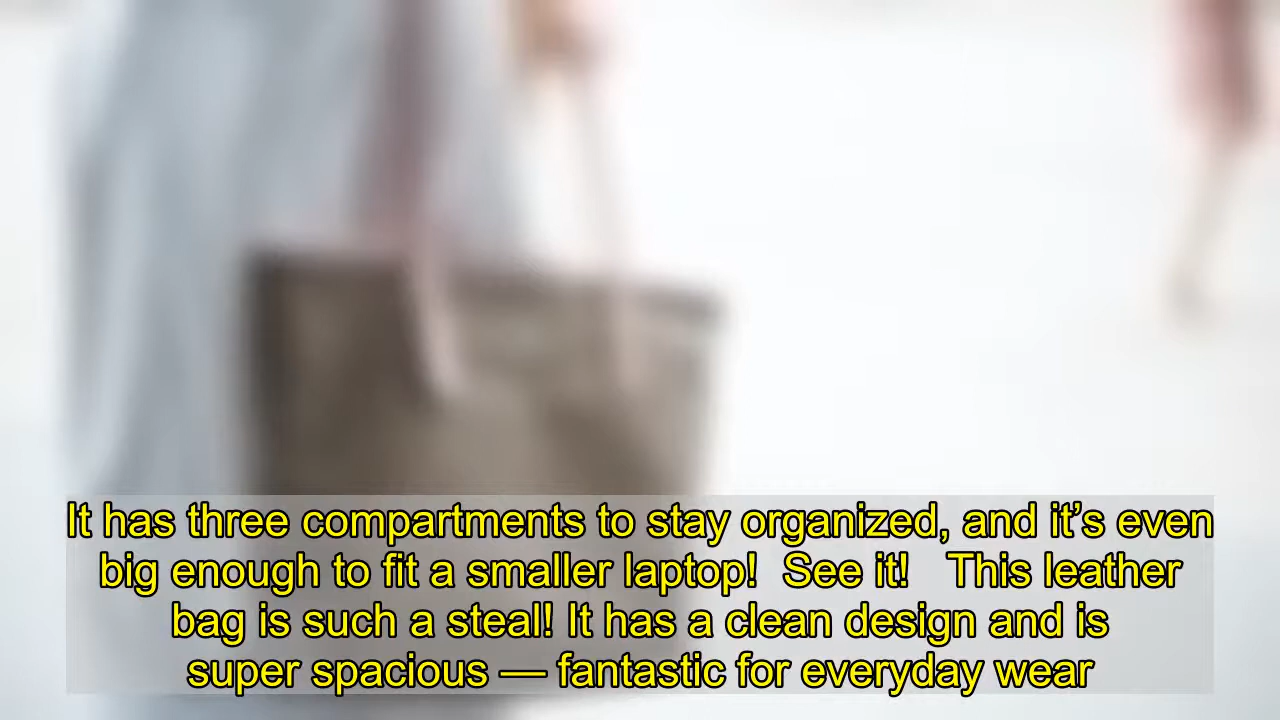 It has three compartments to stay organized, and it’s even
big enough to fit a smaller laptop!  See it!   This leather
bag is such a steal! It has a clean design and is
super spacious — fantastic for everyday wear